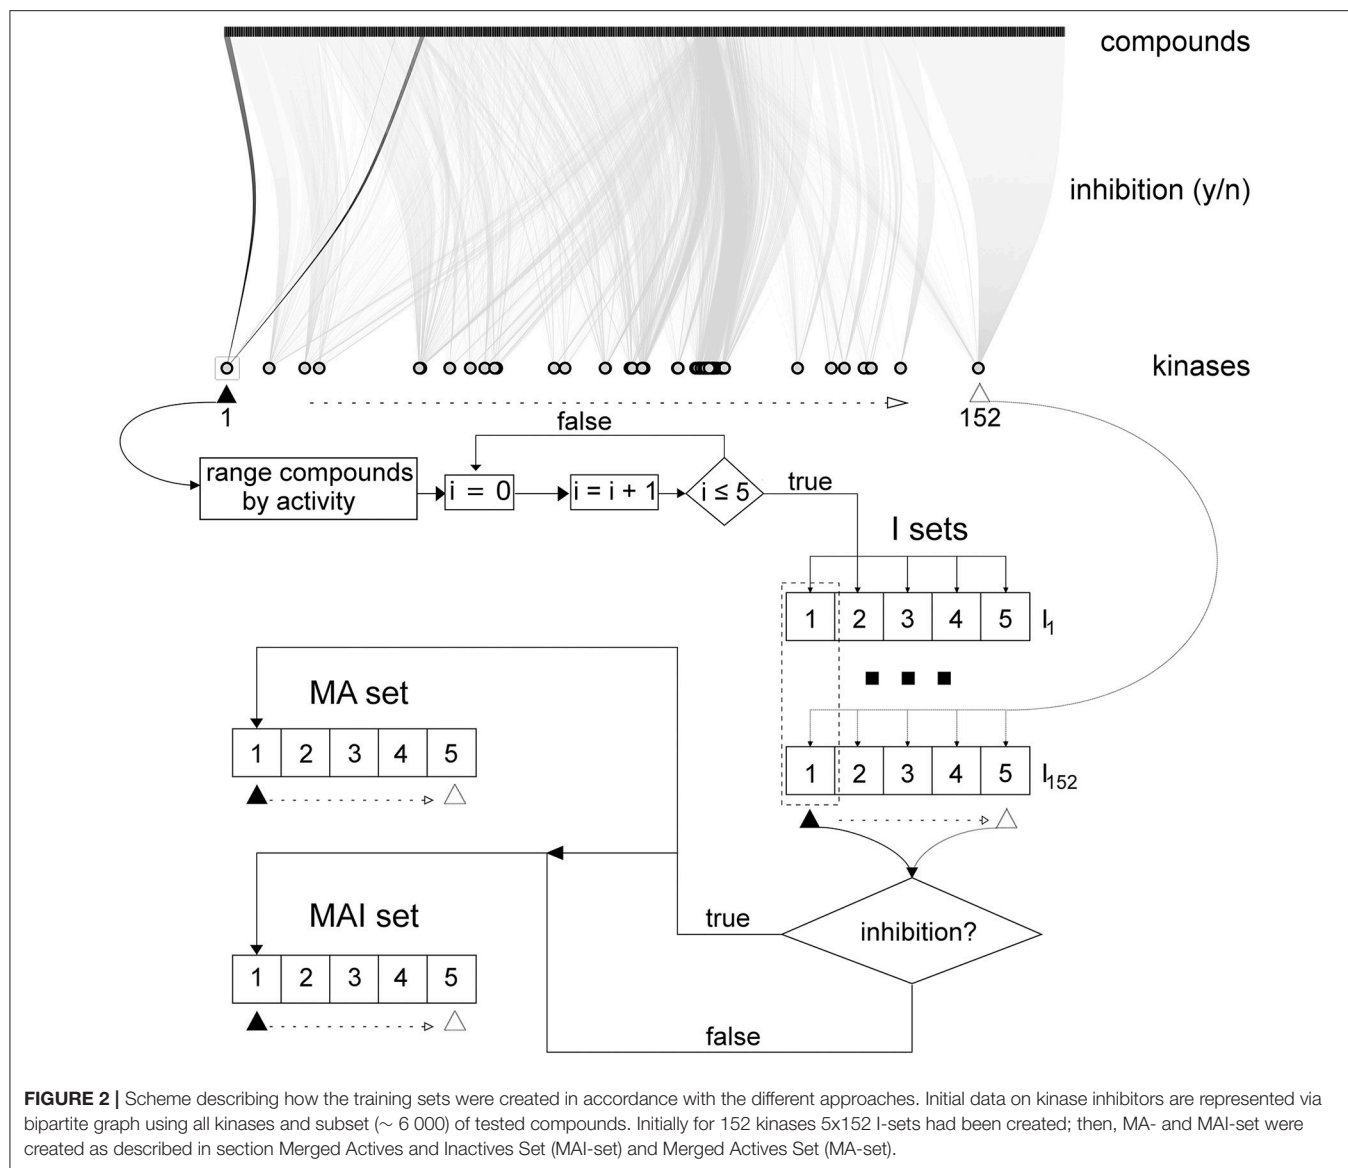 compounds
inhibition (y/n)
kinases
1
152
false
range compounds
by activity
i = 0
i = i + 1
i ≤ 5
true
I sets
1 2 3 4 5 I1
MA set
1 2 3 4 5
1 2 3 4 5 I152
MAI set
1 2 3 4 5
true
inhibition?
false
FIGURE 2 | Scheme describing how the training sets were created in accordance with the different approaches. Initial data on kinase inhibitors are represented via
bipartite graph using all kinases and subset (~ 6 000) of tested compounds. Initially for 152 kinases 5x152 I-sets had been created; then, MA- and MAI-set were
created as described in section Merged Actives and Inactives Set (MAI-set) and Merged Actives Set (MA-set).